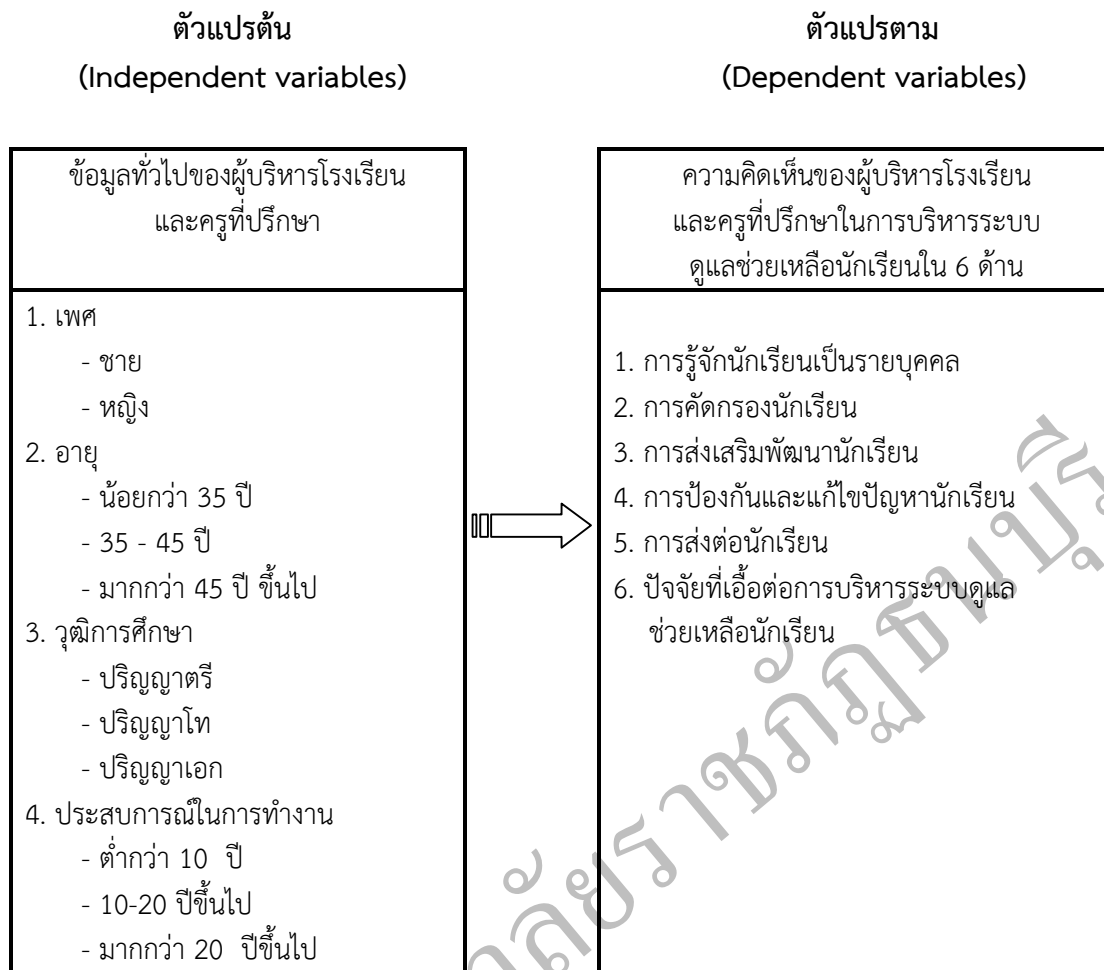 ตัวแปรต้น
(Independent variables)
ข้อมูลทั่วไปของผู้บริหารโรงเรียน
และครูที่ปรึกษา
1. เพศ
- ชาย
- หญิง
2. อายุ
- น้อยกว่า 35 ปี
- 35 - 45 ปี
- มากกว่า 45 ปี ขึ้นไป
3. วุฒิการศึกษา
- ปริญญาตรี
- ปริญญาโท
- ปริญญาเอก
4. ประสบการณ์ในการทำงาน
- ต่ำกว่า 10 ปี
- 10-20 ปีขึ้นไป
- มากกว่า 20 ปีขึ้นไป
ตัวแปรตาม
(Dependent variables)
ความคิดเห็นของผู้บริหารโรงเรียน
และครูที่ปรึกษาในการบริหารระบบ
ดูแลช่วยเหลือนักเรียนใน 6 ด้าน
1. การรู้จักนักเรียนเป็นรายบุคคล
2. การคัดกรองนักเรียน
3. การส่งเสริมพัฒนานักเรียน
4. การป้องกันและแก้ไขปัญหานักเรียน
5. การส่งต่อนักเรียน
6. ปัจจัยที่เอื้อต่อการบริหารระบบดูแล
ช่วยเหลือนักเรียน
าลัยราชภัฏธนบุรี